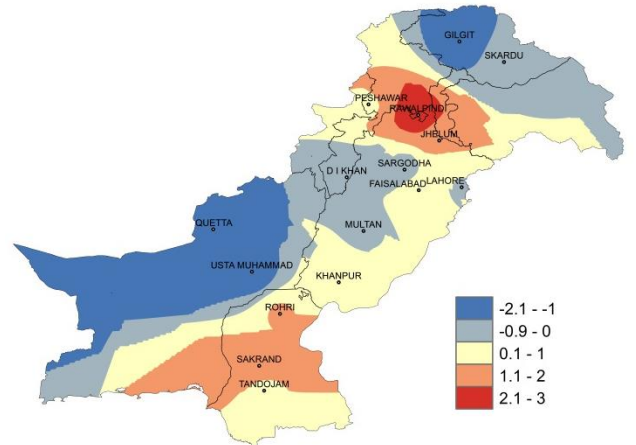 GILGIT
SKARDU
PESHAWAR
RAWALPINDI
JHELUM
SARGODHA
D I KHAN
FAISALABAD
LAHORE
QUETTA
MULTAN
USTA MUHAMMAD
KHANPUR
ROHRI
SAKRAND
TANDOJAM
-2.1 - -1
-0.9 - 0
0.1 - 1
1.1 - 2
2.1 - 3